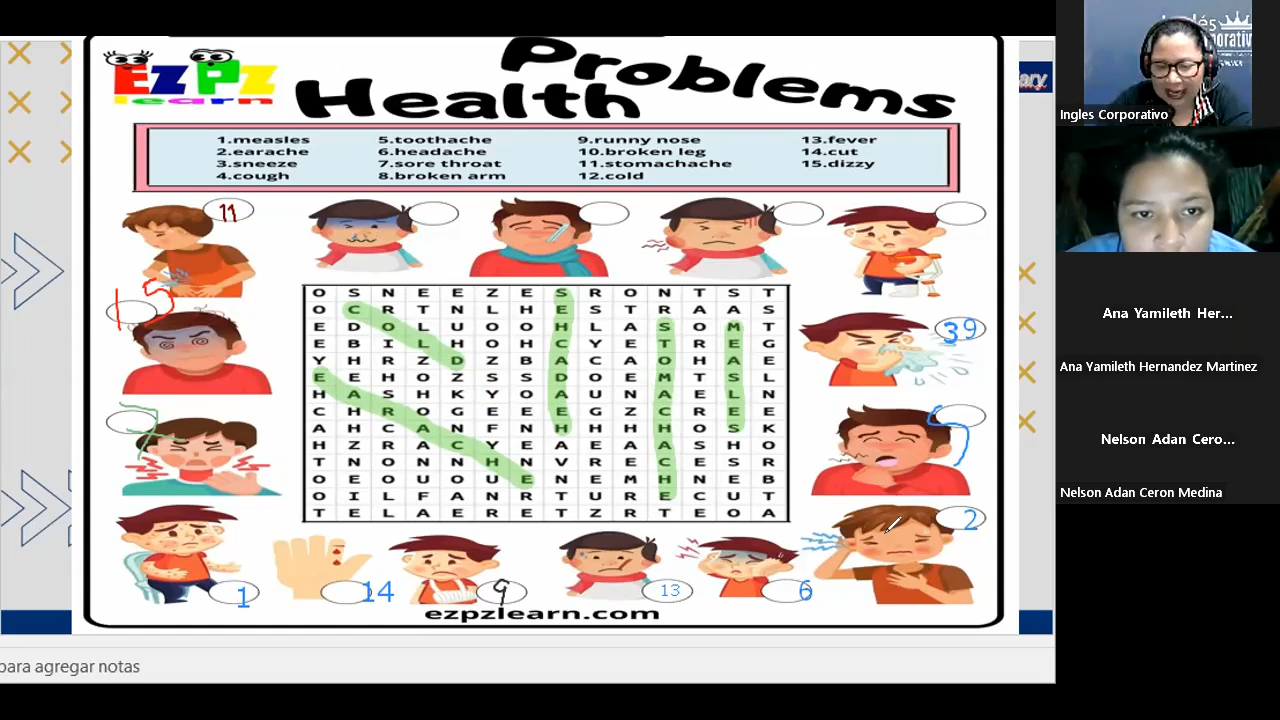 EZPZ
learn
Health Problems
1.measles 5.toothache 9.runny nose 13.fever
2.earache 6.headache 10.broken leg 14.cut
3.sneeze 7.sore throat 11.stomachache 15.dizzy
4.cough 8.broken arm 12.cold
11
15
39
7
5
2
1
14
9
13
6
O S N E E Z E S R O N T S T
O C R T N L H E S T R A A S
E D O L U O O H L A S O M T
E B I L H O H C Y E T R E G
Y H R Z D Z B A C A O H A E
E E H O Z S S D O E M T S L
H A S H K Y O A U N A E L N
C H R O G E E E G Z C R E E
A H C A N F N H H H H O S K
H Z R A C Y E A E A A S H O
T N O N N H N V R E C E S R
O E O U O U E N E M H N E B
O I L F A N R T U R E C U T
T E L A E R E T Z R T E O A
ezpzlearn.com
para agregar notas
Ingles Corporativo
Ana Yamileth Her...
Ana Yamileth Hernandez Martinez
Nelson Adan Cero...
Nelson Adan Ceron Medina